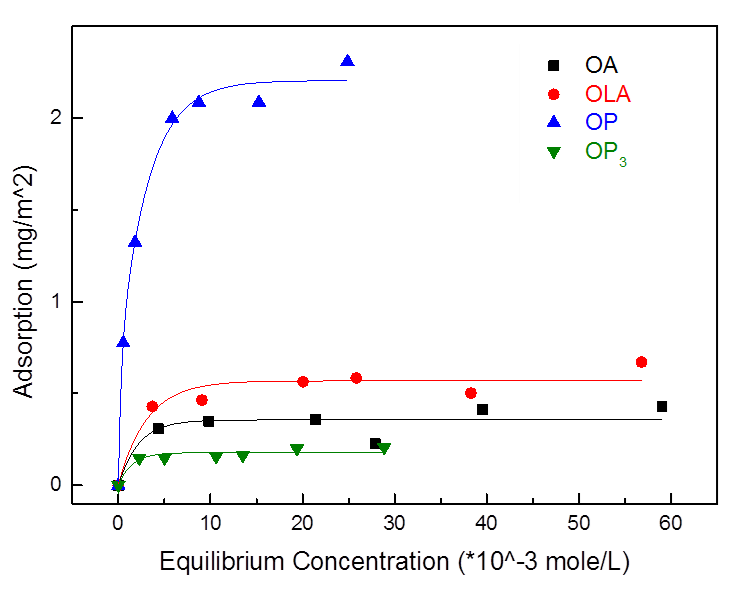 OA
OLA
OP
OP₃
2
1
0
Adsorption (mg/m^2)
0 10 20 30 40 50 60
Equilibrium Concentration (*10^-3 mole/L)